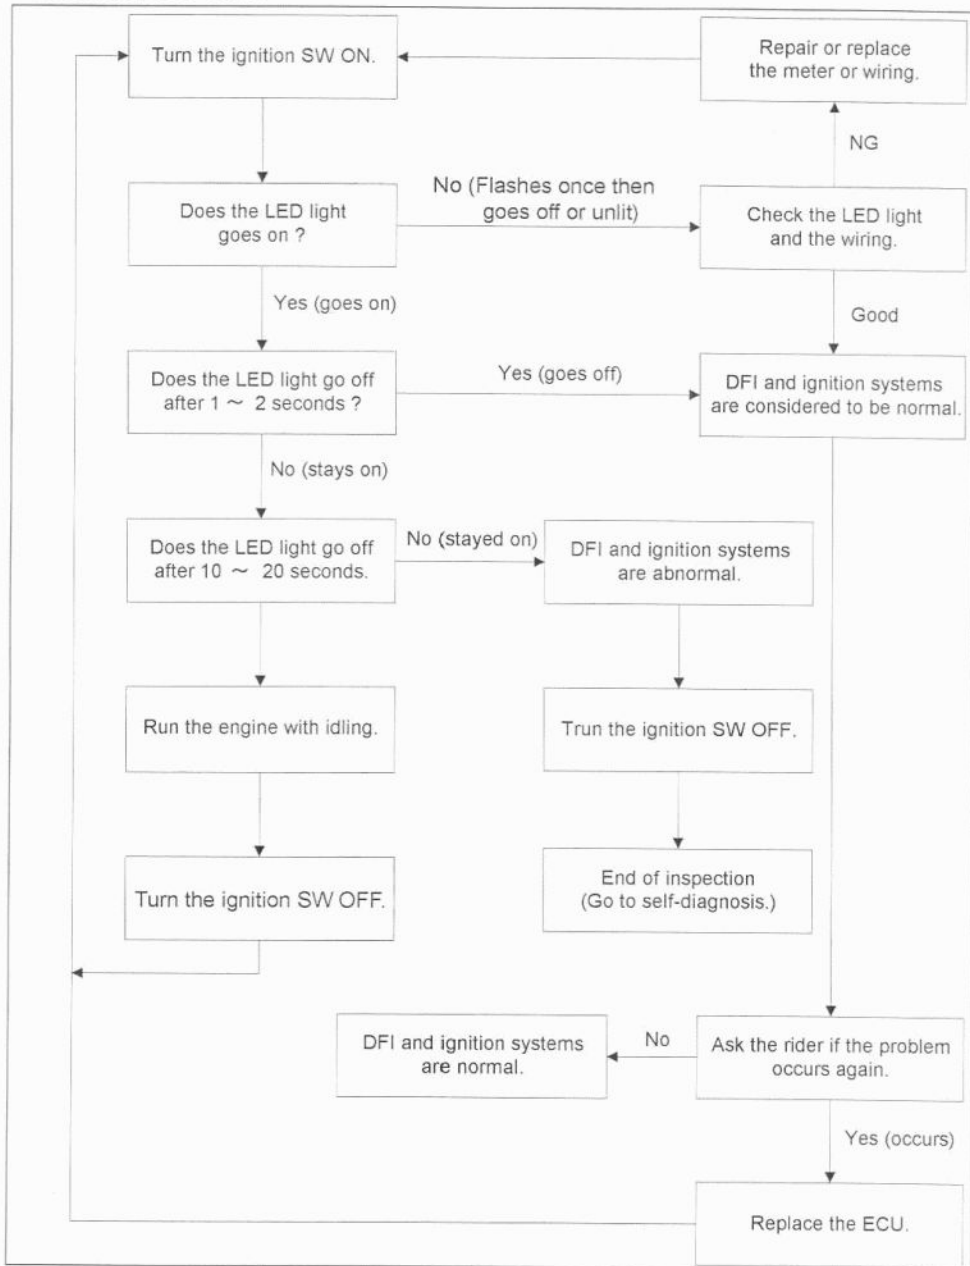 Turn the ignition SW ON.
Repair or replace
the meter or wiring.
NG
No (Flashes once then
goes off or unlit)
Does the LED light
goes on ?
Check the LED light
and the wiring.
Yes (goes on)
Good
Does the LED light go off
after 1 ~ 2 seconds ?
Yes (goes off)
DFI and ignition systems
are considered to be normal.
No (stays on)
Does the LED light go off
after 10 ~ 20 seconds.
No (stayed on)
DFI and ignition systems
are abnormal.
Run the engine with idling.
Trun the ignition SW OFF.
Turn the ignition SW OFF.
End of inspection
(Go to self-diagnosis.)
DFI and ignition systems
are normal.
No
Ask the rider if the problem
occurs again.
Yes (occurs)
Replace the ECU.